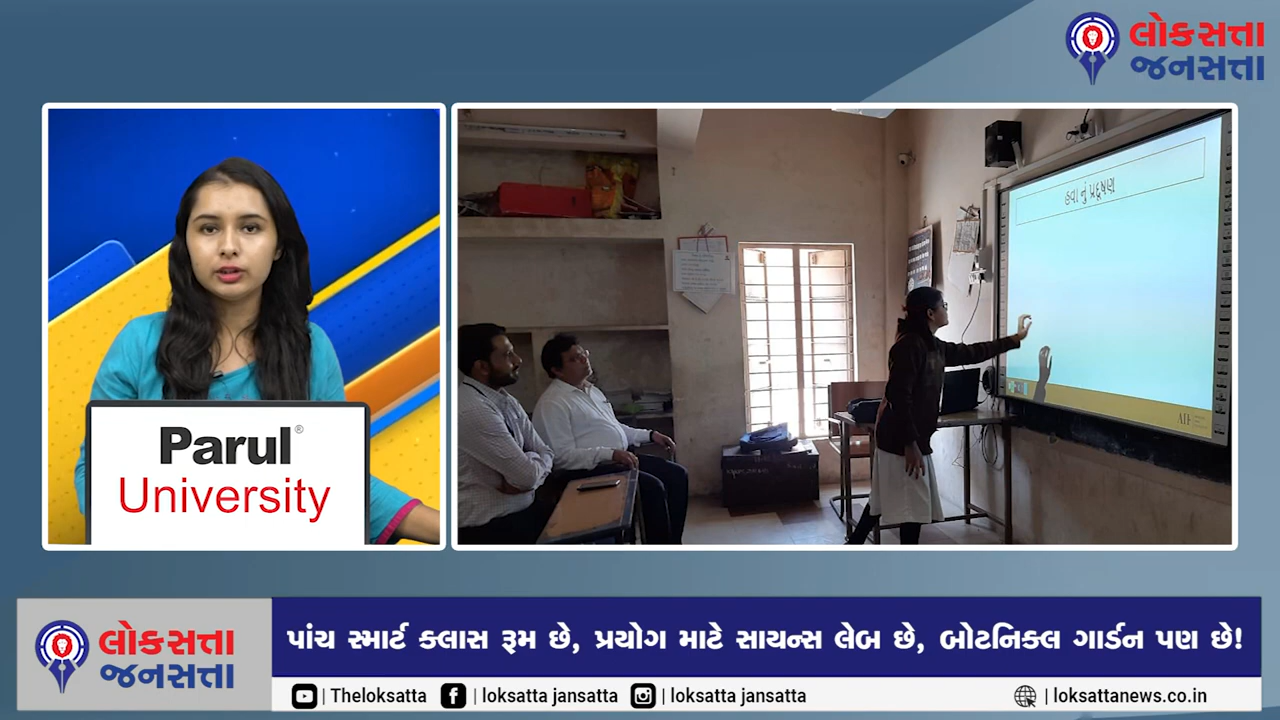 લોકસત્તા
જનસત્તા
હવા નું પ્રદૂષણ
Parul®
University
લોકસત્તા
જનસત્તા
પાંચ સ્માર્ટ ક્લાસ રૂમ છે, પ્રયોગ માટે સાયન્સ લેબ છે, બોટનિકલ ગાર્ડન પણ છે!
| Theloksatta | loksatta jansatta | loksatta jansatta | loksattanews.co.in